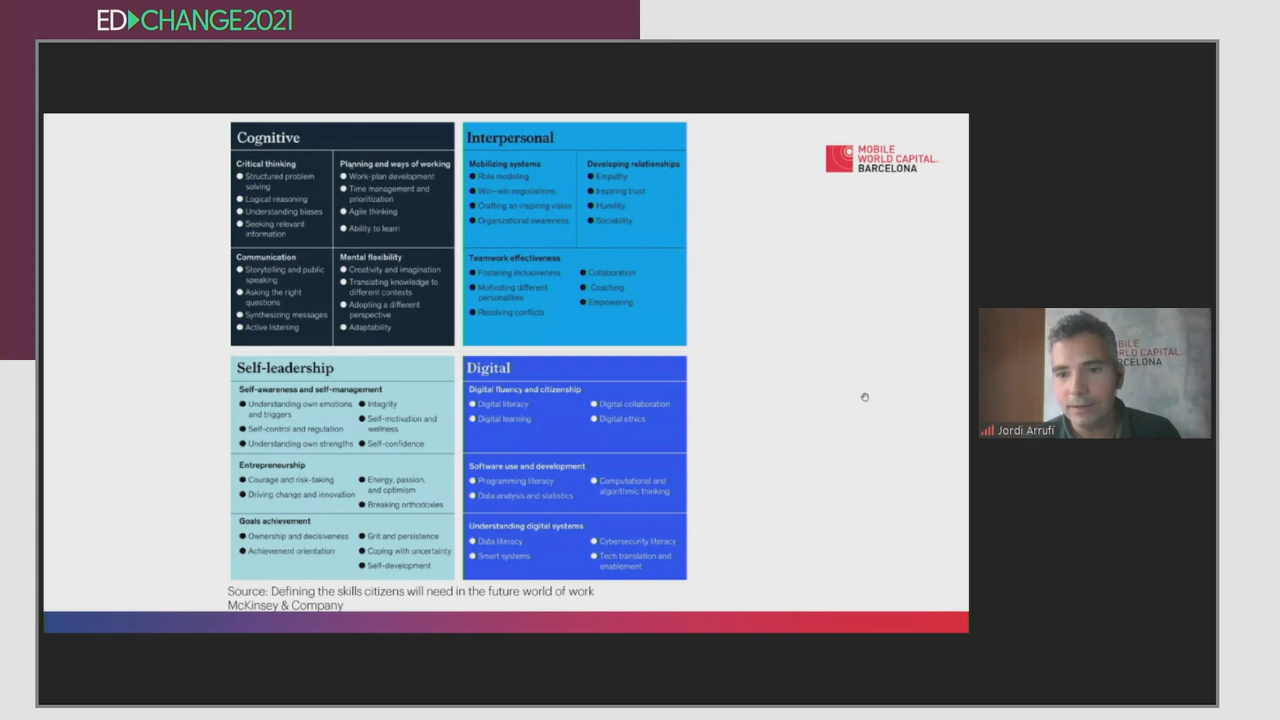 ED▶CHANGE2021
Cognitive
Critical thinking
Structured problem
solving
Logical reasoning
Understanding biases
Seeking relevant
information
Planning and ways of working
Work-plan development
Time management and
prioritization
Agile thinking
Ability to learn
Communication
Storytelling and public
speaking
Asking the right
questions
Synthesizing messages
Active listening
Mental flexibility
Creativity and imagination
Translating knowledge to
different contexts
Adopting a different
perspective
Adaptability
Interpersonal
Mobilizing systems
Role modeling
Win–win negotiations
Crafting an inspiring vision
Organizational awareness
Developing relationships
Empathy
Inspiring trust
Humility
Sociability
Teamwork effectiveness
Fostering inclusiveness
Motivating different
personalities
Resolving conflicts
Collaboration
Coaching
Empowering
Self-leadership
Self-awareness and self-management
Understanding own emotions
and triggers
Self-control and regulation
Understanding own strengths
Integrity
Self-motivation and
wellness
Self-confidence
Entrepreneurship
Courage and risk-taking
Driving change and innovation
Energy, passion,
and optimism
Breaking orthodoxies
Goals achievement
Ownership and decisiveness
Achievement orientation
Grit and persistence
Coping with uncertainty
Self-development
Digital
Digital fluency and citizenship
Digital literacy
Digital learning
Digital collaboration
Digital ethics
Software use and development
Programming literacy
Data analysis and statistics
Computational and
algorithmic thinking
Understanding digital systems
Data literacy
Smart systems
Cybersecurity literacy
Tech translation and
enablement
Source: Defining the skills citizens will need in the future world of work
McKinsey & Company
MOBILE
WORLD CAPITAL.
BARCELONA
MOBILE
WORLD CAPITAL.
BARCELONA
Jordi Arrufí